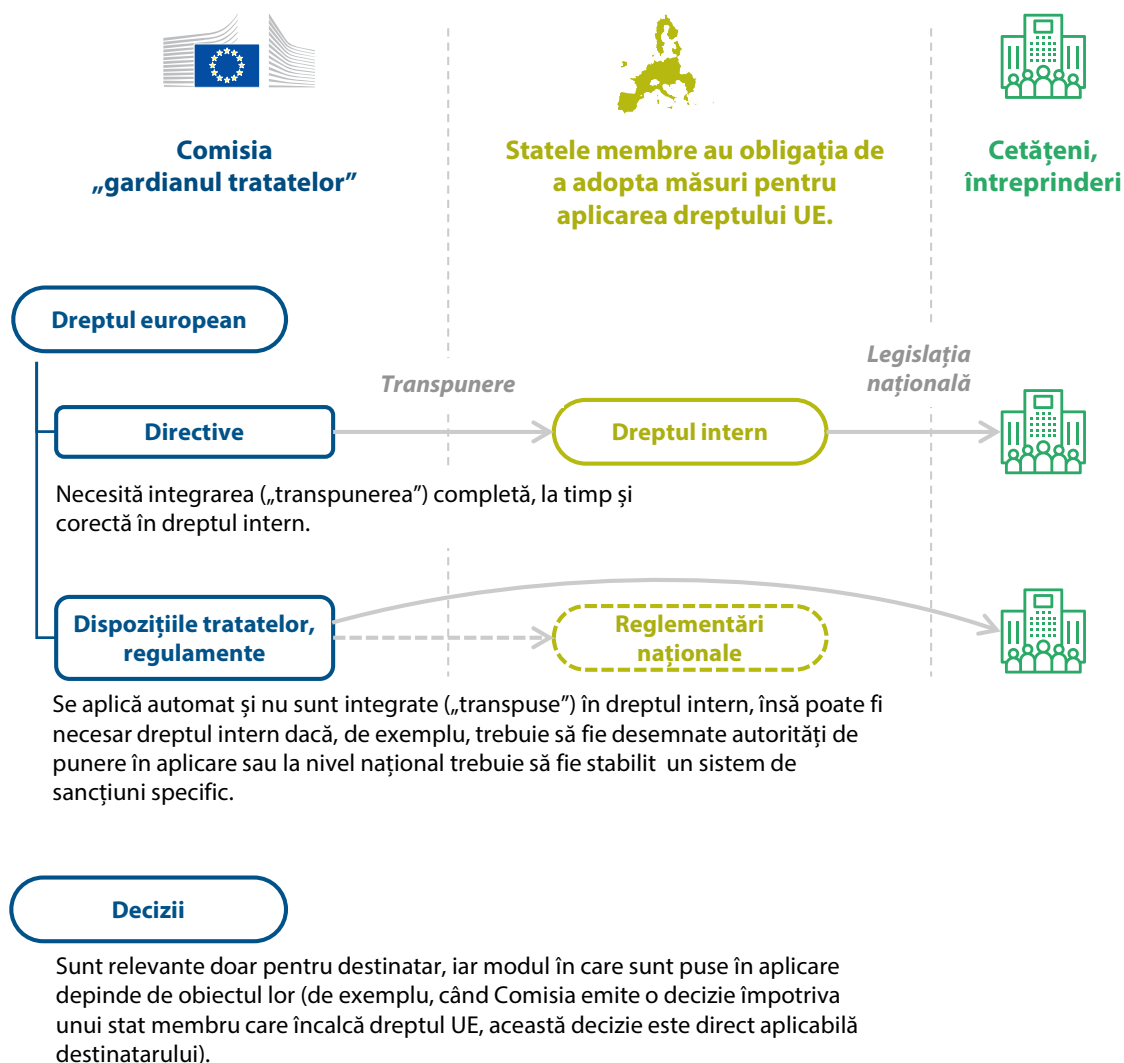 Comisia
„gardianul tratatelor”
Statele membre au obligația de
a adopta măsuri pentru
aplicarea dreptului UE.
Cetățeni,
întreprinderi
Dreptul european
Transpunere
Legislația
națională
Directive
Dreptul intern
Necesită integrarea („transpunerea”) completă, la timp și
corectă în dreptul intern.
Dispozițiile tratatelor,
regulamente
Reglementări
naționale
Se aplică automat și nu sunt integrate („transpuse”) în dreptul intern, însă poate fi
necesar dreptul intern dacă, de exemplu, trebuie să fie desemnate autorități de
punere în aplicare sau la nivel național trebuie să fie stabilit un sistem de
sancțiuni specific.
Decizii
Sunt relevante doar pentru destinatar, iar modul în care sunt puse în aplicare
depinde de obiectul lor (de exemplu, când Comisia emite o decizie împotriva
unui stat membru care încalcă dreptul UE, această decizie este direct aplicabilă
destinatarului).